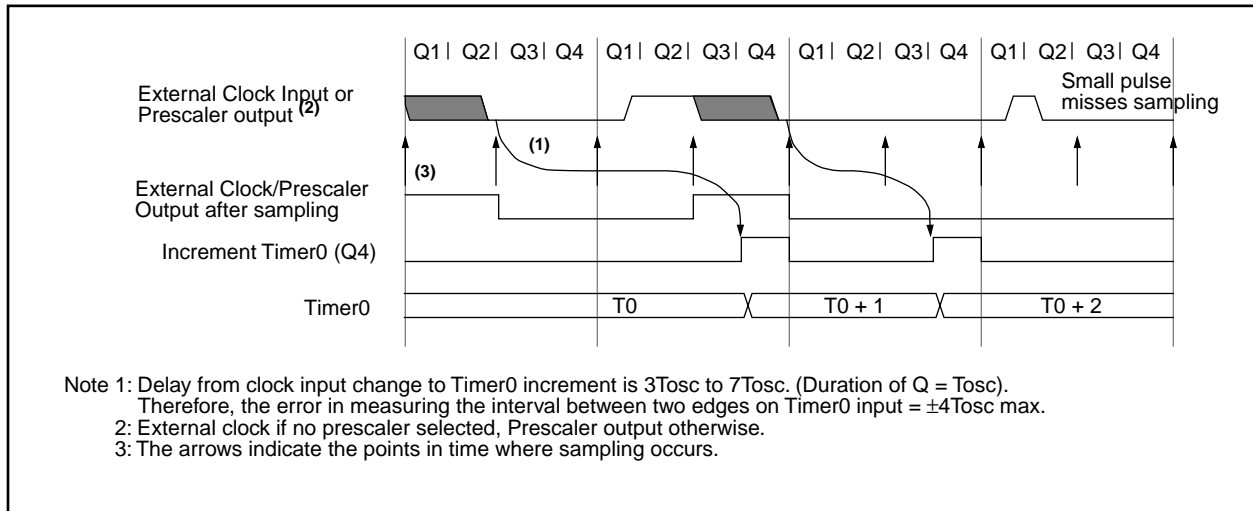 Q1| Q2| Q3| Q4 Q1| Q2| Q3| Q4 Q1| Q2| Q3| Q4 Q1| Q2| Q3| Q4
External Clock Input or
Prescaler output (2)
Small pulse
misses sampling
(1)
(3)
External Clock/Prescaler
Output after sampling
Increment Timer0 (Q4)
Timer0 T0 T0 + 1 T0 + 2
Note 1: Delay from clock input change to Timer0 increment is 3Tosc to 7Tosc. (Duration of Q = Tosc).
Therefore, the error in measuring the interval between two edges on Timer0 input = ±4Tosc max.
2: External clock if no prescaler selected, Prescaler output otherwise.
3: The arrows indicate the points in time where sampling occurs.